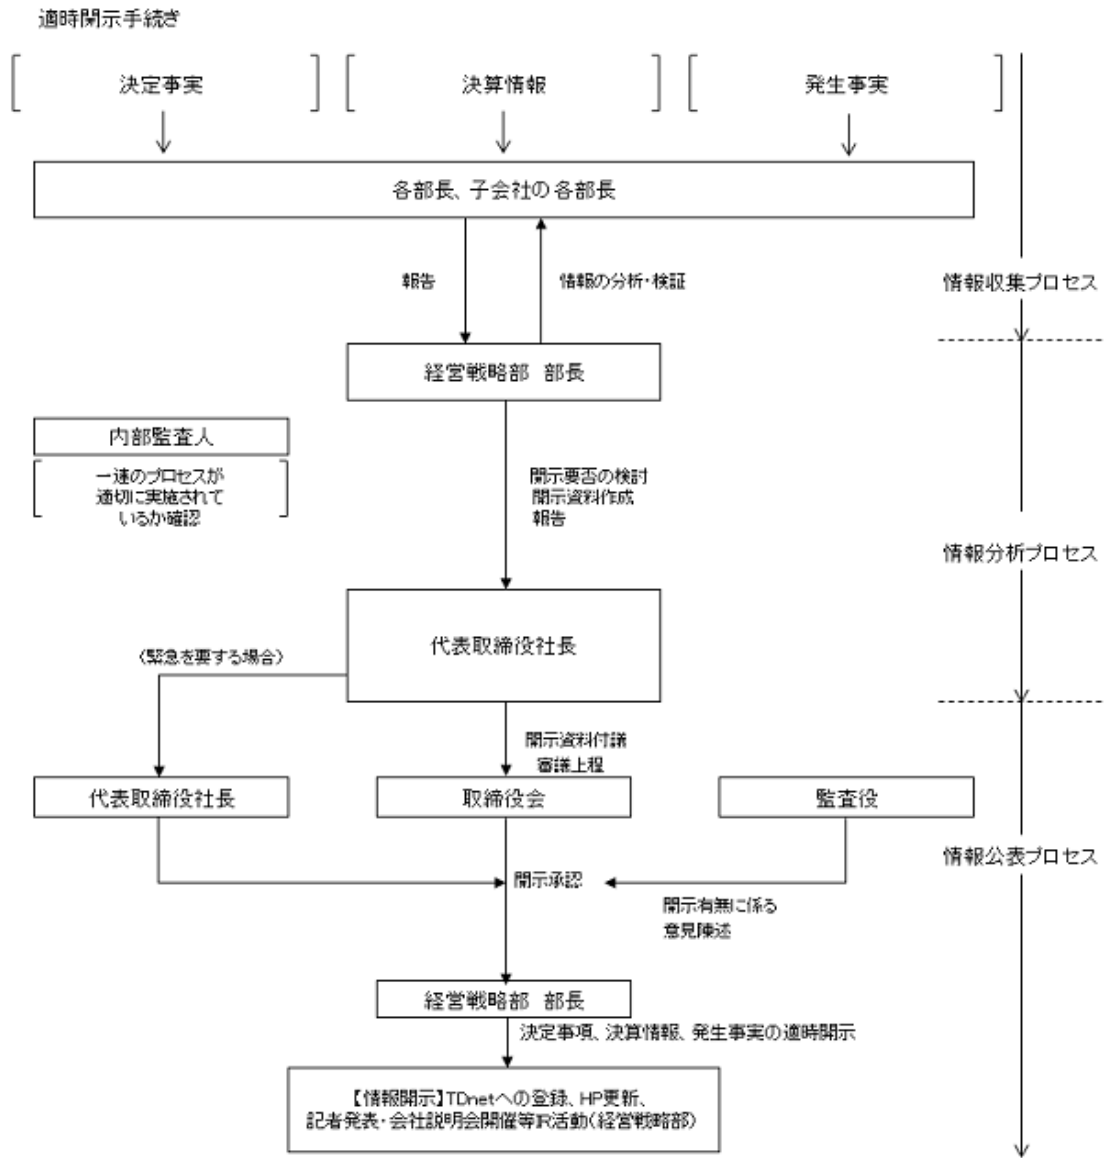 適時開示手続き
決定事実
決算情報
発生事実
各部長、子会社の各部長
報告
情報の分析・検証
情報収集プロセス
経営戦略部 部長
内部監査人
一連のプロセスが
適切に実施されて
いるか確認
開示要否の検討
開示資料作成
報告
情報分析プロセス
代表取締役社長
(緊急を要する場合)
開示資料付議
審議上程
代表取締役社長
取締役会
監査役
情報公表プロセス
開示承認
開示有無に係る
意見陳述
経営戦略部 部長
決定事項、決算情報、発生事実の適時開示
【情報開示】TDnetへの登録、HP更新、
記者発表・会社説明会開催等IR活動(経営戦略部)